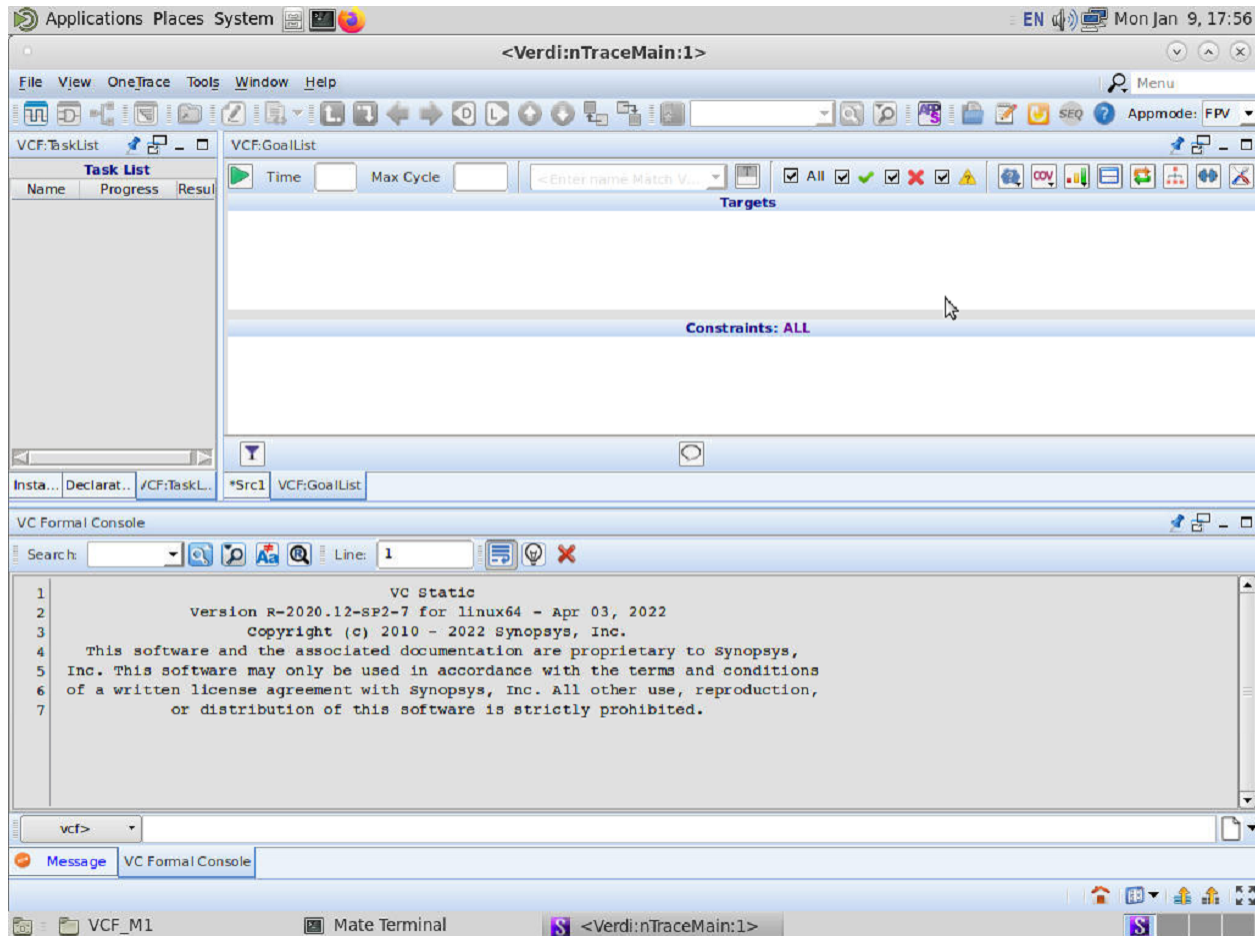 Applications Places System
EN Mon Jan 9, 17:56
<Verdi:nTraceMain:1>
File View OneTrace Tools Window Help
Menu
SEQ Appmode: FPV
VCF:TaskList
VCF:GoalList
Task List
Name Progress Resul
Time Max Cycle <Enter name Match V... All COV
Targets
Constraints: ALL
Insta... Declarat.. VCF:TaskL..
*Src1 VCF:GoalList
VC Formal Console
Search: Line: 1
1 VC Static
2 Version R-2020.12-SP2-7 for linux64 - Apr 03, 2022
3 Copyright (c) 2010 - 2022 Synopsys, Inc.
4 This software and the associated documentation are proprietary to Synopsys,
5 Inc. This software may only be used in accordance with the terms and conditions
6 of a written license agreement with Synopsys, Inc. All other use, reproduction,
7 or distribution of this software is strictly prohibited.
vcf>
Message VC Formal Console
VCF_M1 Mate Terminal S <Verdi:nTraceMain:1> S